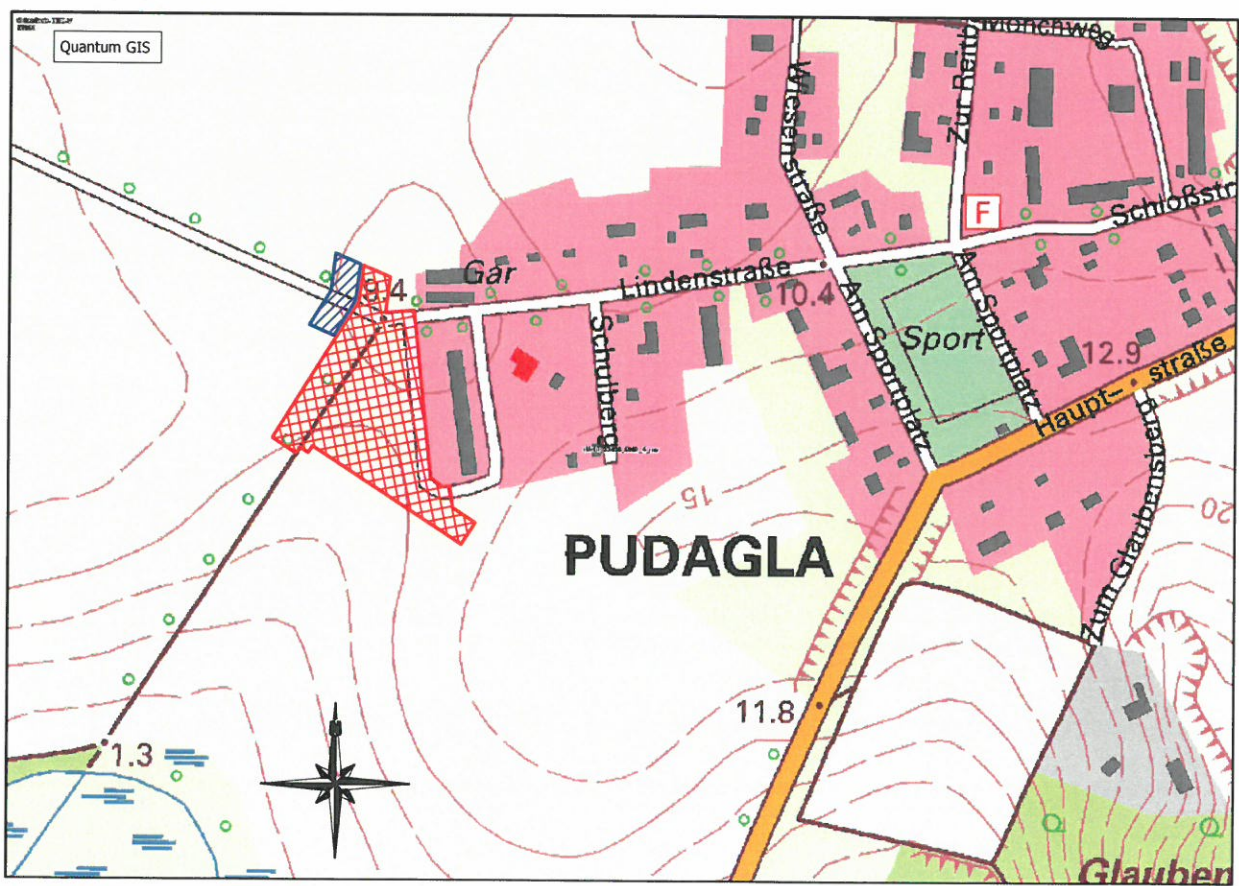 Quantum GIS
Mönchweg
Wiesenstraße
Zur Reith
F
Schloßstr
Gar
Lindenstraße
9.4
10.4
Schulberg
Am Sportplatz
Am Sportplatz
Sport
12.9
Haupt-straße
15
20
PUDAGLA
Zum Glaubensberg
11.8
1.3
N
Glauben